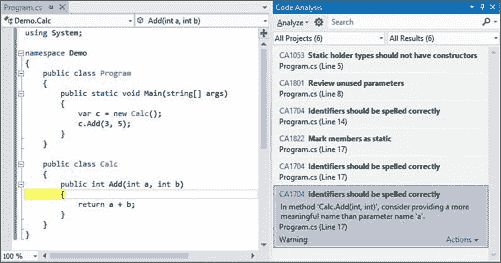 Program.cs
Demo.Calc
Add(int a, int b)
using System;
namespace Demo
{
public class Program
{
public static void Main(string[] args)
{
var c = new Calc();
c.Add(3, 5);
}
}
public class Calc
{
public int Add(int a, int b)
{
return a + b;
}
}
}
100 %
Code Analysis
Analyze
Search
All Projects (6)
All Results (6)
CA1053 Static holder types should not have constructors
Program.cs (Line 5)
CA1801 Review unused parameters
Program.cs (Line 8)
CA1704 Identifiers should be spelled correctly
Program.cs (Line 14)
CA1822 Mark members as static
Program.cs (Line 17)
CA1704 Identifiers should be spelled correctly
Program.cs (Line 17)
CA1704 Identifiers should be spelled correctly
In method 'Calc.Add(int, int)', consider providing a more
meaningful name than parameter name 'a'.
Program.cs (Line 17)
Warning
Actions